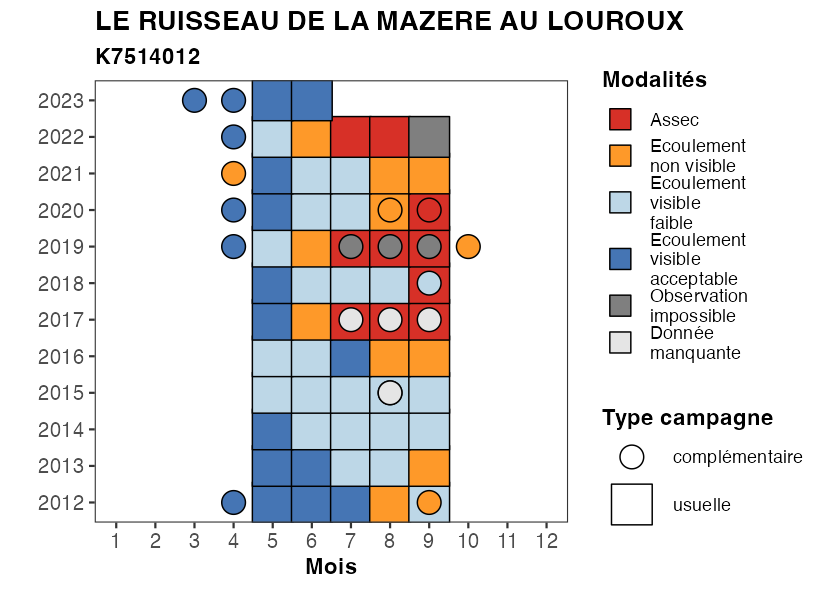 LE RUISSEAU DE LA MAZERE AU LOUROUX
K7514012
2023
2022
2021
2020
2019
2018
2017
2016
2015
2014
2013
2012
1 2 3 4 5 6 7 8 9 10 11 12
Mois
Modalités
Assec
Ecoulement
non visible
Ecoulement
visible
faible
Ecoulement
visible
acceptable
Observation
impossible
Donnée
manquante
Type campagne
complémentaire
usuelle